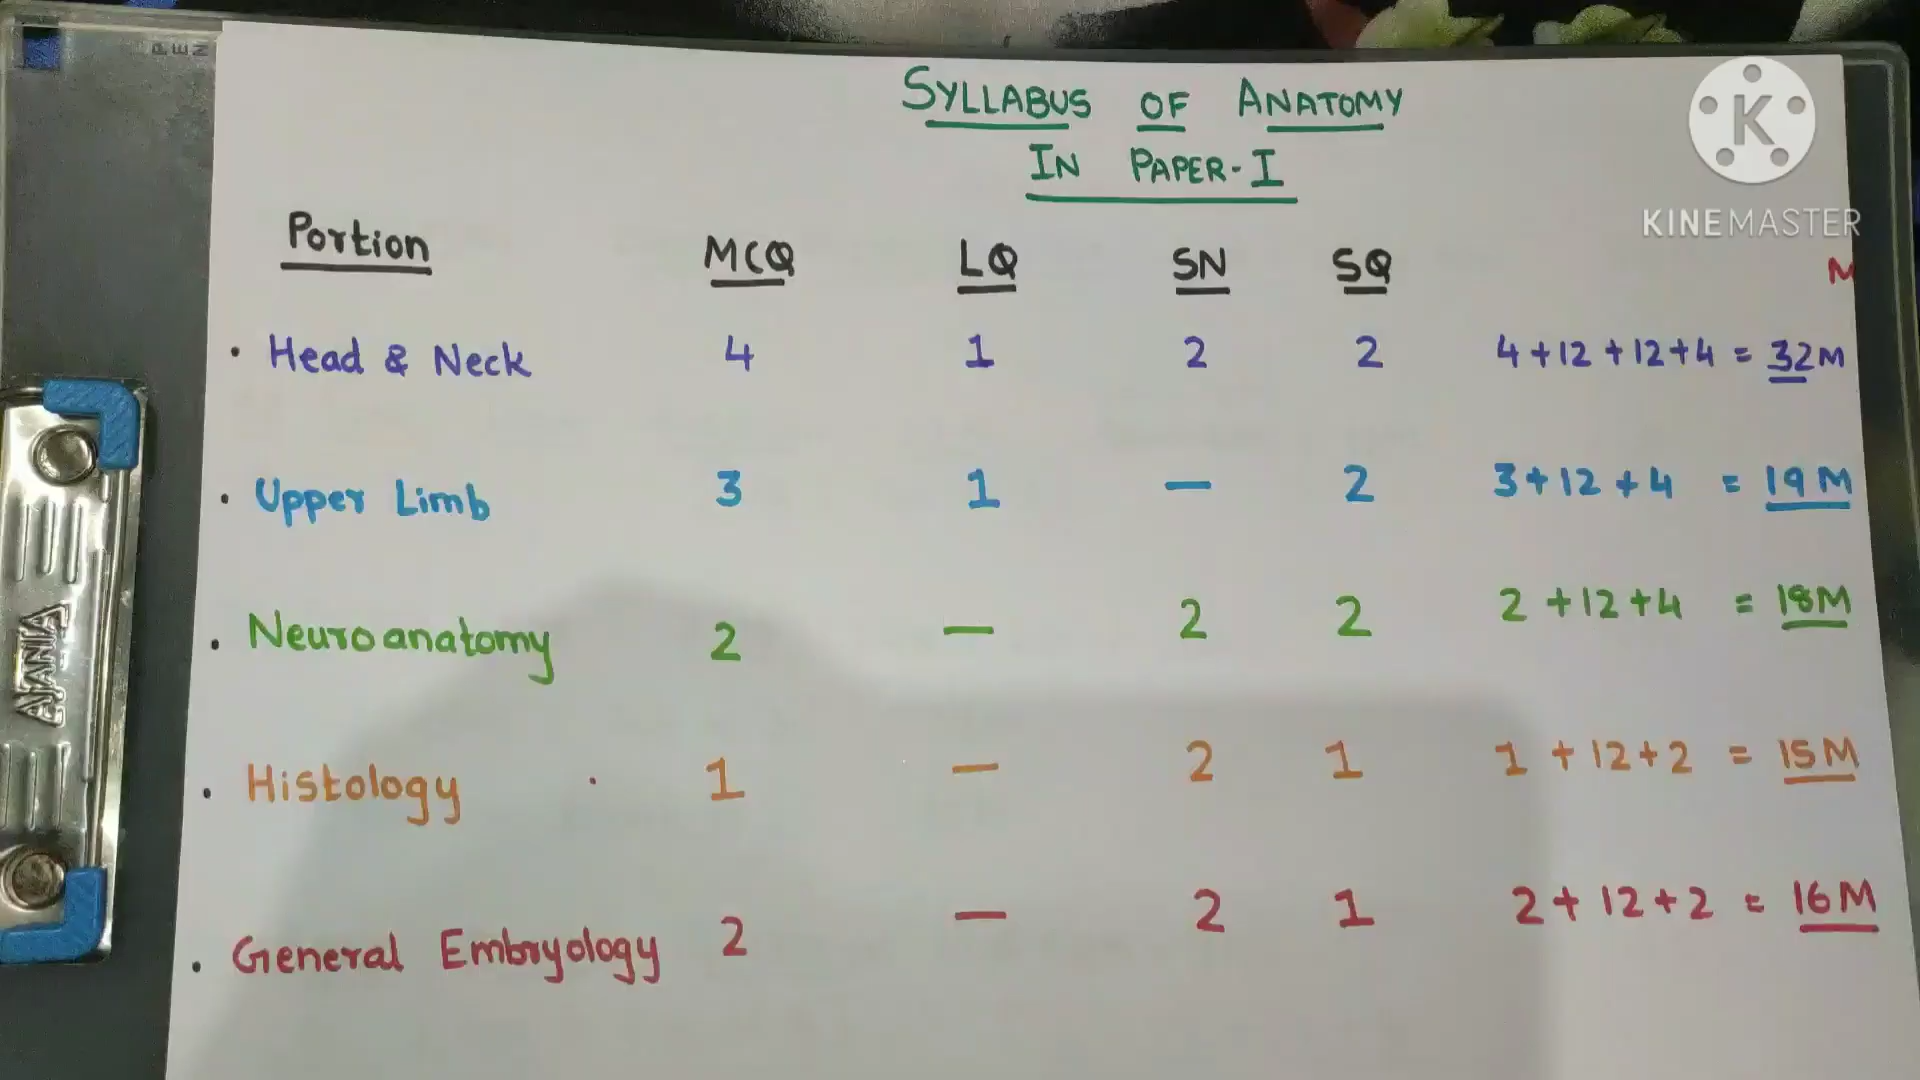 PEN
SYLLABUS OF ANATOMY
IN PAPER-I
K
KINEMASTER
Portion MCQ LQ SN SQ M
• Head & Neck 4 1 2 2 4+12+12+4 = 32M
• Upper Limb 3 1 — 2 3+12+4 = 19M
• Neuroanatomy 2 — 2 2 2+12+4 = 18M
• Histology 1 — 2 1 1+12+2 = 15M
• General Embryology 2 — 2 1 2+12+2 = 16M
AJANTA